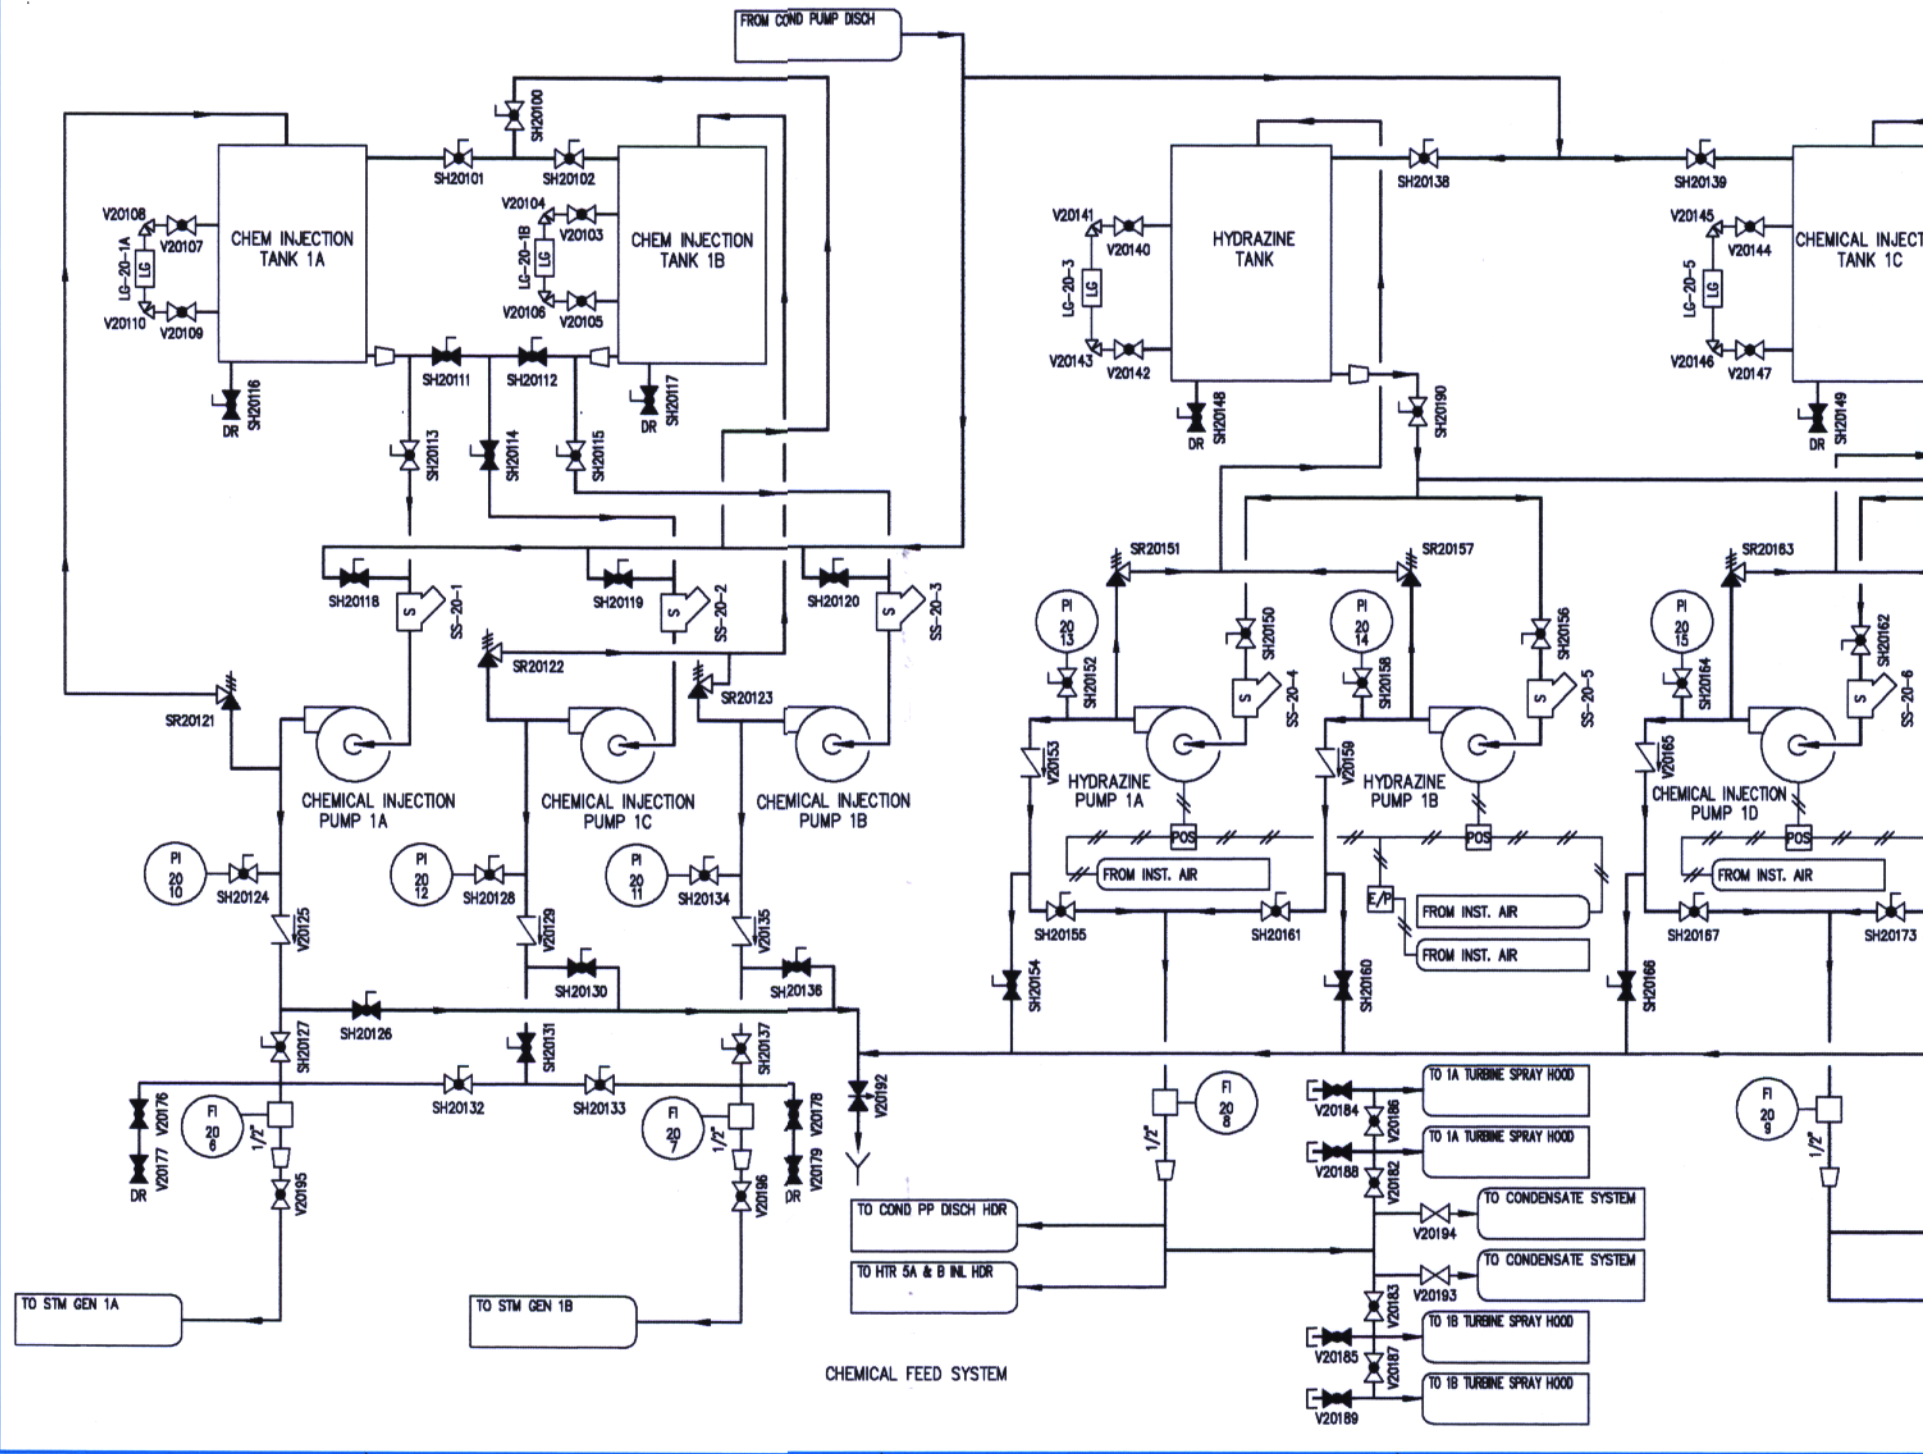 FROM COND PUMP DISCH
SH20100
SH20101
SH20102
SH20138
SH20139
V20108
V20107
LG-20-1A
LG
V20110
V20109
CHEM INJECTION
TANK 1A
V20104
V20103
LG-20-1B
LG
V20106
V20105
CHEM INJECTION
TANK 1B
V20141
V20140
LG-20-3
LG
V20143
V20142
HYDRAZINE
TANK
V20145
V20144
LG-20-5
LG
V20146
V20147
CHEMICAL INJECT
TANK 1C
SH20116
DR
SH20111
SH20112
SH20117
DR
SH20148
DR
SH20190
SH20149
DR
SH20113
SH20114
SH20115
SH20118
S
SS-20-1
SH20119
S
SS-20-2
SH20120
S
SS-20-3
SR20151
SR20157
SR20163
PI
20
13
SH20152
SH20150
S
SS-20-4
PI
20
14
SH20158
SH20156
S
SS-20-5
PI
20
15
SH20164
SH20162
S
SS-20-6
SR20121
SR20122
SR20123
V20153
V20159
V20165
CHEMICAL INJECTION
PUMP 1A
CHEMICAL INJECTION
PUMP 1C
CHEMICAL INJECTION
PUMP 1B
HYDRAZINE
PUMP 1A
HYDRAZINE
PUMP 1B
CHEMICAL INJECTION
PUMP 1D
POS
POS
POS
PI
20
10
SH20124
PI
20
12
SH20128
PI
20
11
SH20134
FROM INST. AIR
E/P
FROM INST. AIR
FROM INST. AIR
FROM INST. AIR
V20125
V20129
V20135
SH20155
SH20161
SH20167
SH20173
SH20130
SH20136
SH20154
SH20160
SH20166
SH20126
SH20127
SH20131
SH20137
SH20132
SH20133
V20192
V20176
V20177
DR
FI
20
6
1/2"
V20195
FI
20
7
1/2"
V20196
V20178
V20179
DR
FI
20
8
1/2"
FI
20
9
1/2"
V20184
V20186
TO 1A TURBINE SPRAY HOOD
V20188
V20182
TO 1A TURBINE SPRAY HOOD
V20194
TO CONDENSATE SYSTEM
V20193
TO CONDENSATE SYSTEM
V20183
V20185
TO 1B TURBINE SPRAY HOOD
V20187
V20189
TO 1B TURBINE SPRAY HOOD
TO COND PP DISCH HDR
TO HTR 5A & B INL HDR
TO STM GEN 1A
TO STM GEN 1B
CHEMICAL FEED SYSTEM